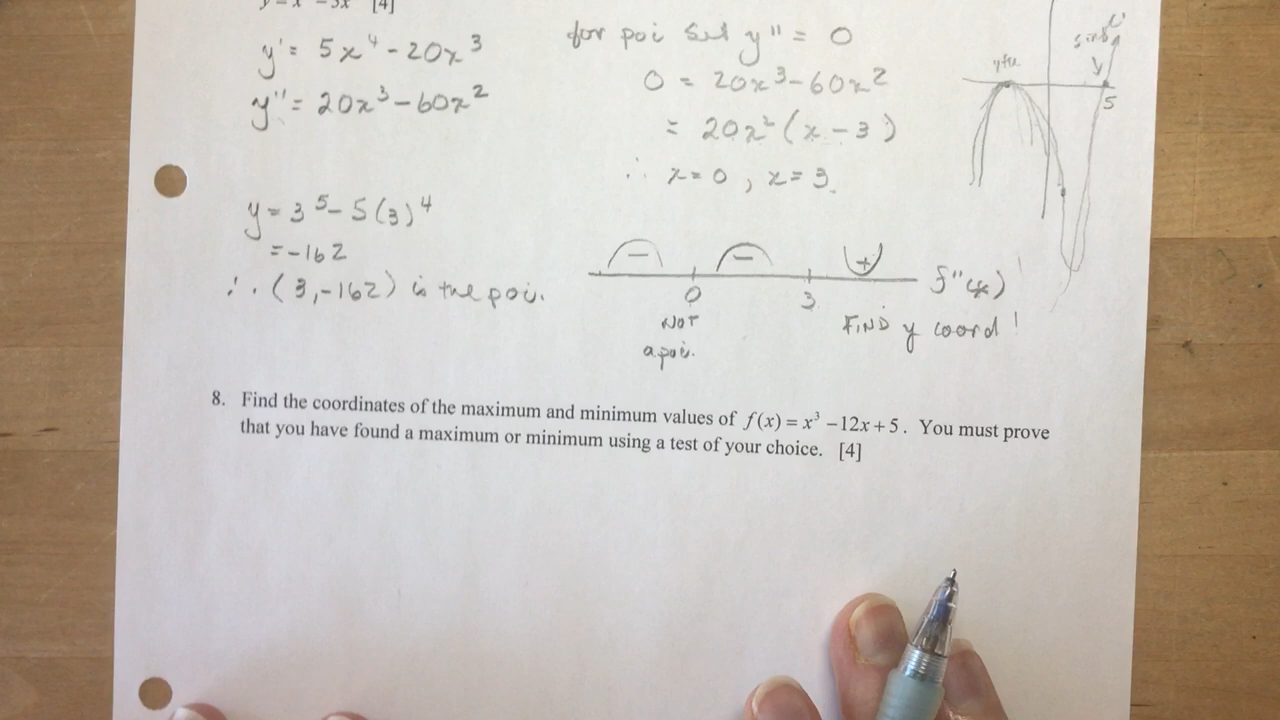 [4]
y' = 5x⁴ - 20x³
y'' = 20x³ - 60x²
for poi set y'' = 0
0 = 20x³ - 60x²
= 20x² (x - 3)
∴ x = 0 , x = 3.
5
y = 3⁵ - 5(3)⁴
= -162
∴ (3, -162) is the poi.
− − + f''(x)
0 3
NOT
a poi.
FIND y coord !
8. Find the coordinates of the maximum and minimum values of f(x) = x³ − 12x + 5. You must prove
that you have found a maximum or minimum using a test of your choice. [4]